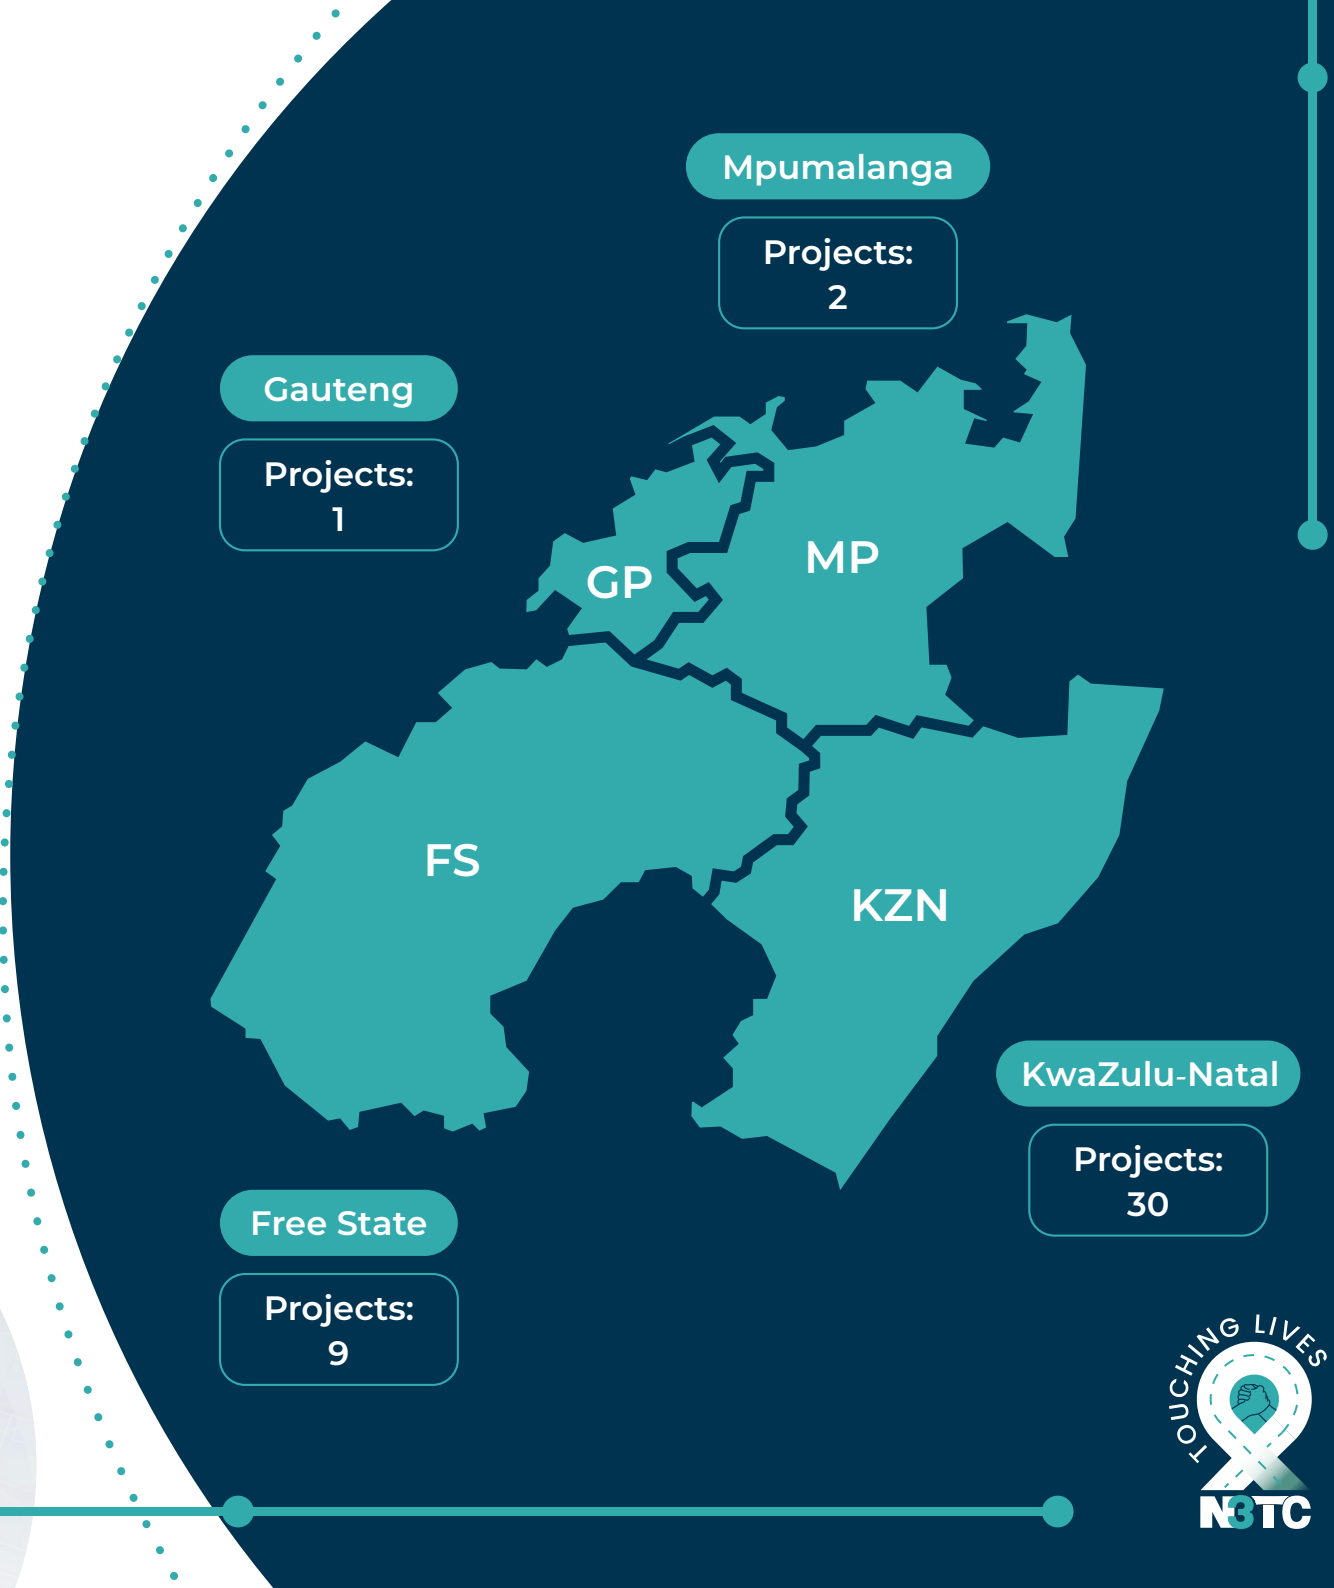 Mpumalanga
Projects:
2
Gauteng
Projects:
1
MP
GP
FS
KZN
KwaZulu-Natal
Projects:
30
Free State
Projects:
9
TOUCHING LIVES
N3TC